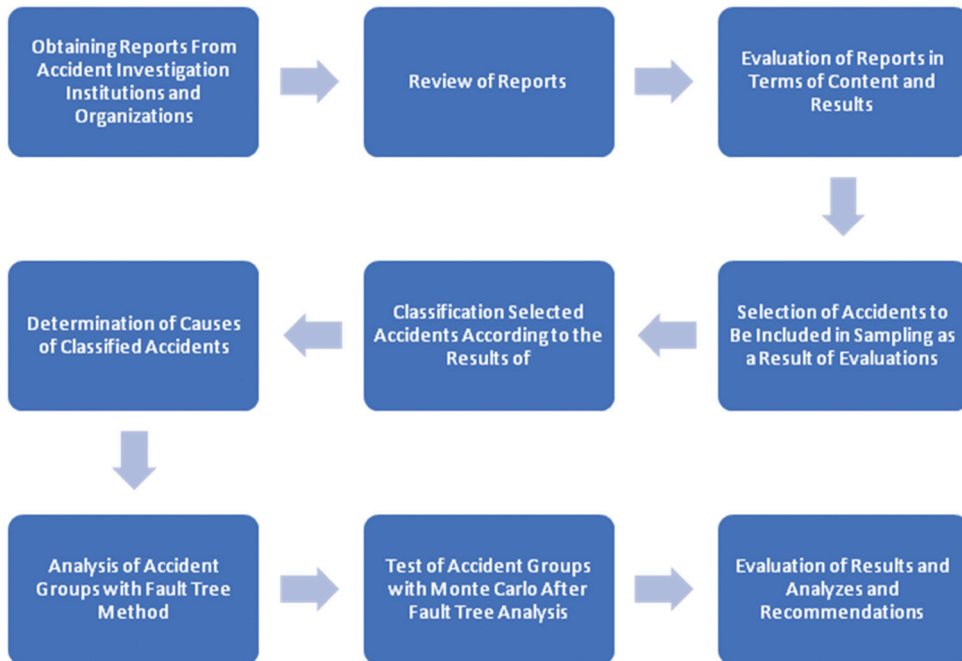 Obtaining Reports From
Accident Investigation
Institutions and
Organizations
Review of Reports
Evaluation of Reports in
Terms of Content and
Results
Selection of Accidents to
Be Included in Sampling as
a Result of Evaluations
Classification Selected
Accidents According to the
Results of
Determination of Causes
of Classified Accidents
Analysis of Accident
Groups with Fault Tree
Method
Test of Accident Groups
with Monte Carlo After
Fault Tree Analysis
Evaluation of Results and
Analyzes and
Recommendations